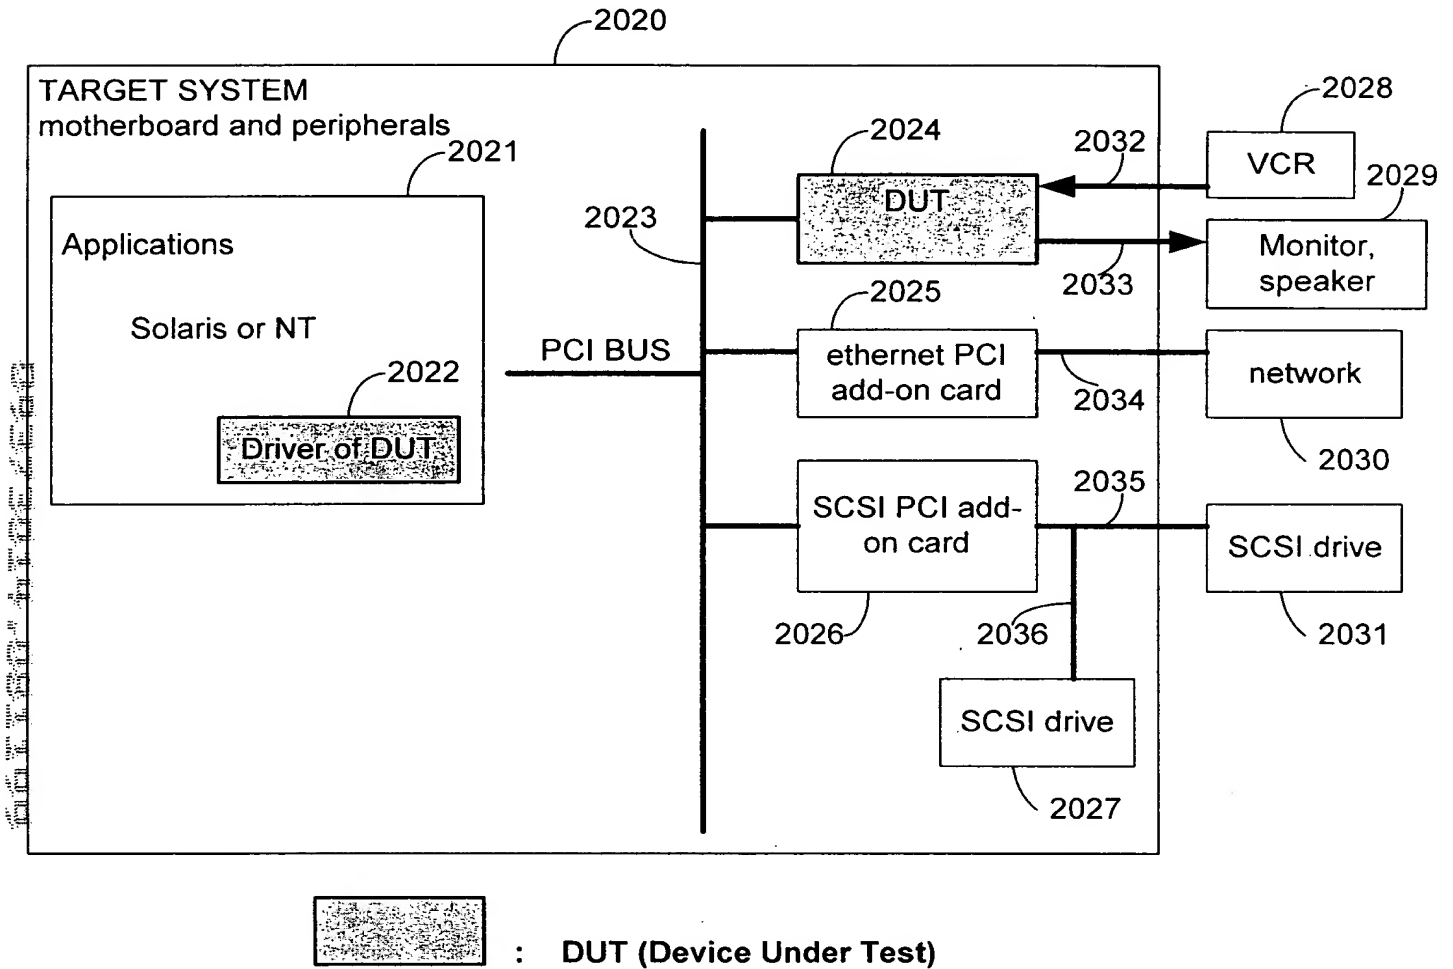 2020
TARGET SYSTEM
motherboard and peripherals
2021
Applications
Solaris or NT
2022
Driver of DUT
PCI BUS
2023
2024
DUT
2032
2033
2028
VCR
2029
Monitor,
speaker
2025
ethernet PCI
add-on card
2034
network
2030
SCSI PCI add-
on card
2026
2035
2036
SCSI drive
2031
SCSI drive
2027
: DUT (Device Under Test)